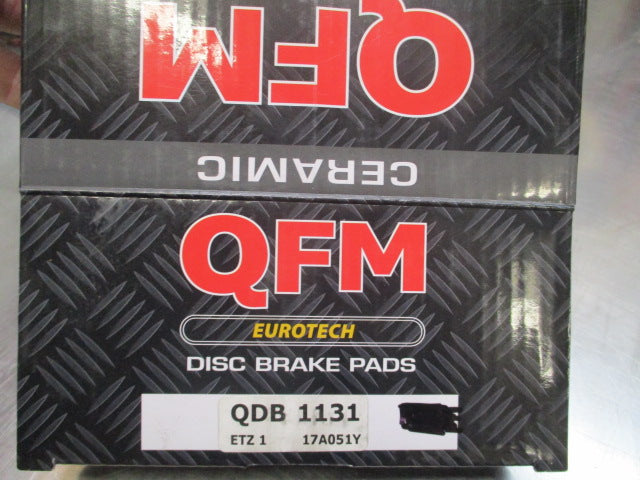 QFM
CERAMIC
QFM
EUROTECH
DISC BRAKE PADS
QDB 1131
ETZ 1 17A051Y